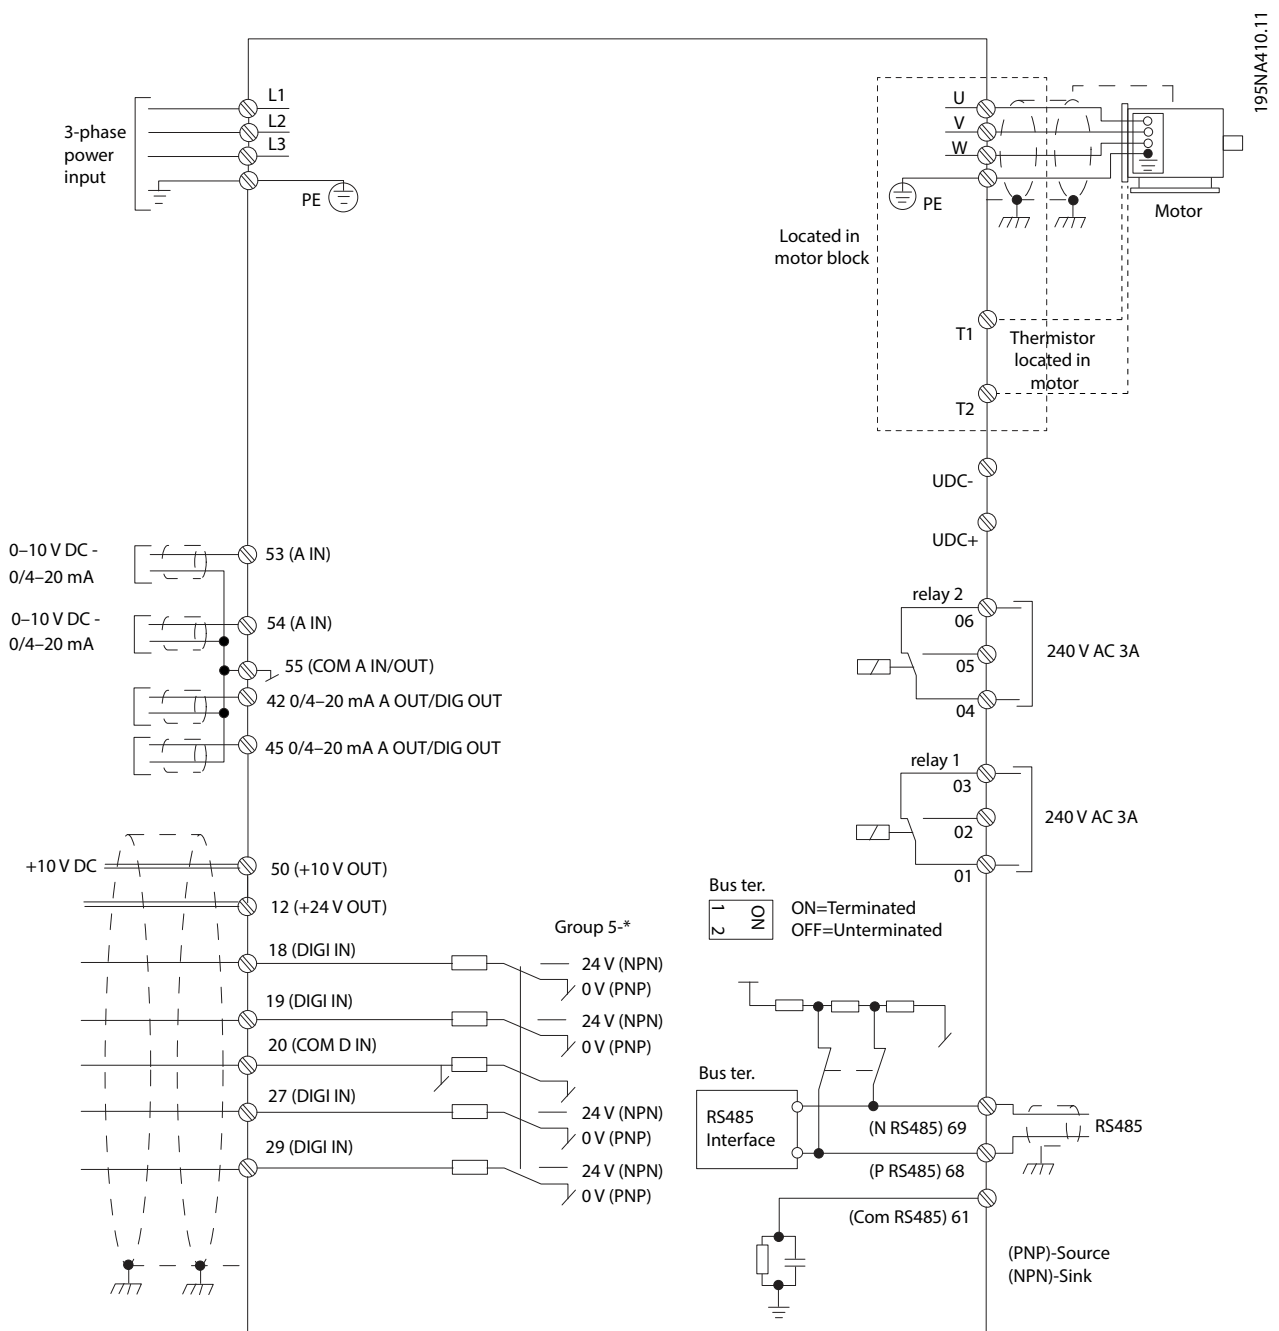 195NA410.11
3-phase
power
input
L1
L2
L3
PE
U
V
W
PE
Motor
Located in
motor block
T1
Thermistor
located in
motor
T2
UDC-
UDC+
0–10 V DC -
0/4–20 mA
53 (A IN)
0–10 V DC -
0/4–20 mA
54 (A IN)
55 (COM A IN/OUT)
42 0/4–20 mA A OUT/DIG OUT
45 0/4–20 mA A OUT/DIG OUT
relay 2
06
05
04
240 V AC 3A
relay 1
03
02
01
240 V AC 3A
+10 V DC
50 (+10 V OUT)
12 (+24 V OUT)
18 (DIGI IN)
19 (DIGI IN)
20 (COM D IN)
27 (DIGI IN)
29 (DIGI IN)
Group 5-*
24 V (NPN)
0 V (PNP)
24 V (NPN)
0 V (PNP)
24 V (NPN)
0 V (PNP)
24 V (NPN)
0 V (PNP)
Bus ter.
1
2
ON
ON=Terminated
OFF=Unterminated
Bus ter.
RS485
Interface
(N RS485) 69
(P RS485) 68
RS485
(Com RS485) 61
(PNP)-Source
(NPN)-Sink